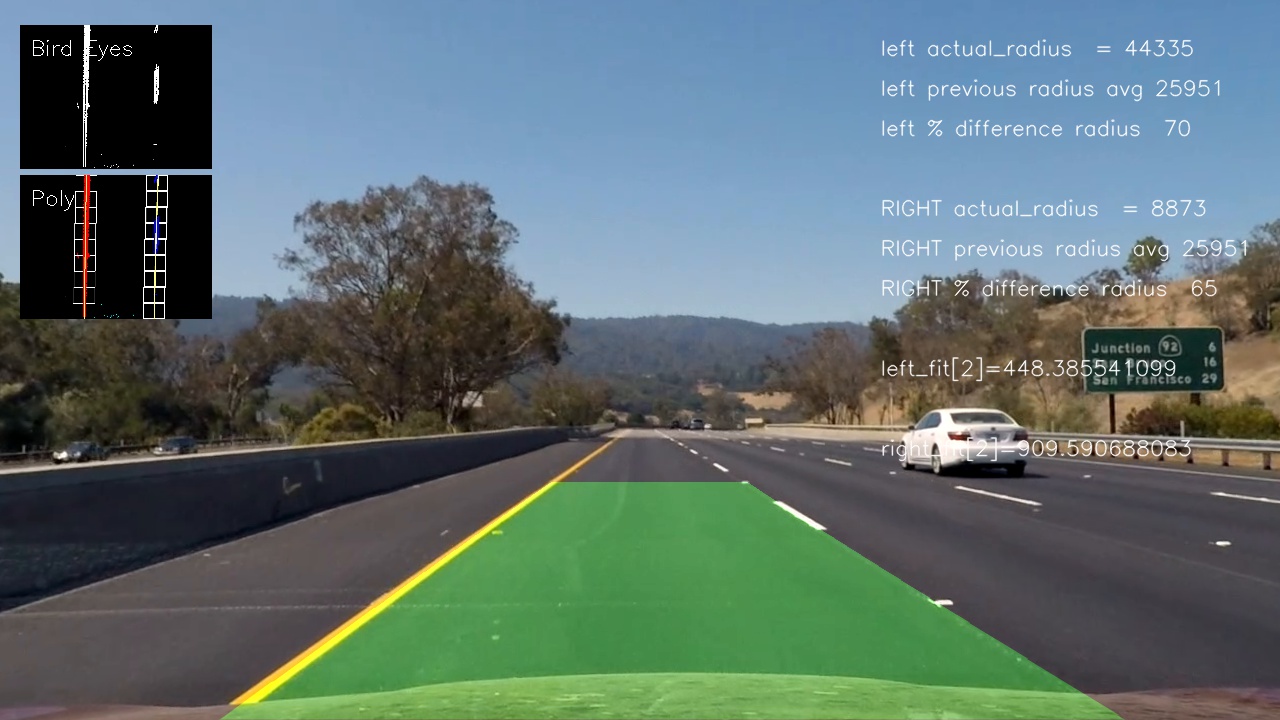 Bird Eyes
Poly
left actual_radius = 44335
left previous radius avg 25951
left % difference radius 70
RIGHT actual_radius = 8873
RIGHT previous radius avg 25951
RIGHT % difference radius 65
left_fit[2]=448.385541099
right_fit[2]=909.590688083
Junction 92 6
16
San Francisco 29